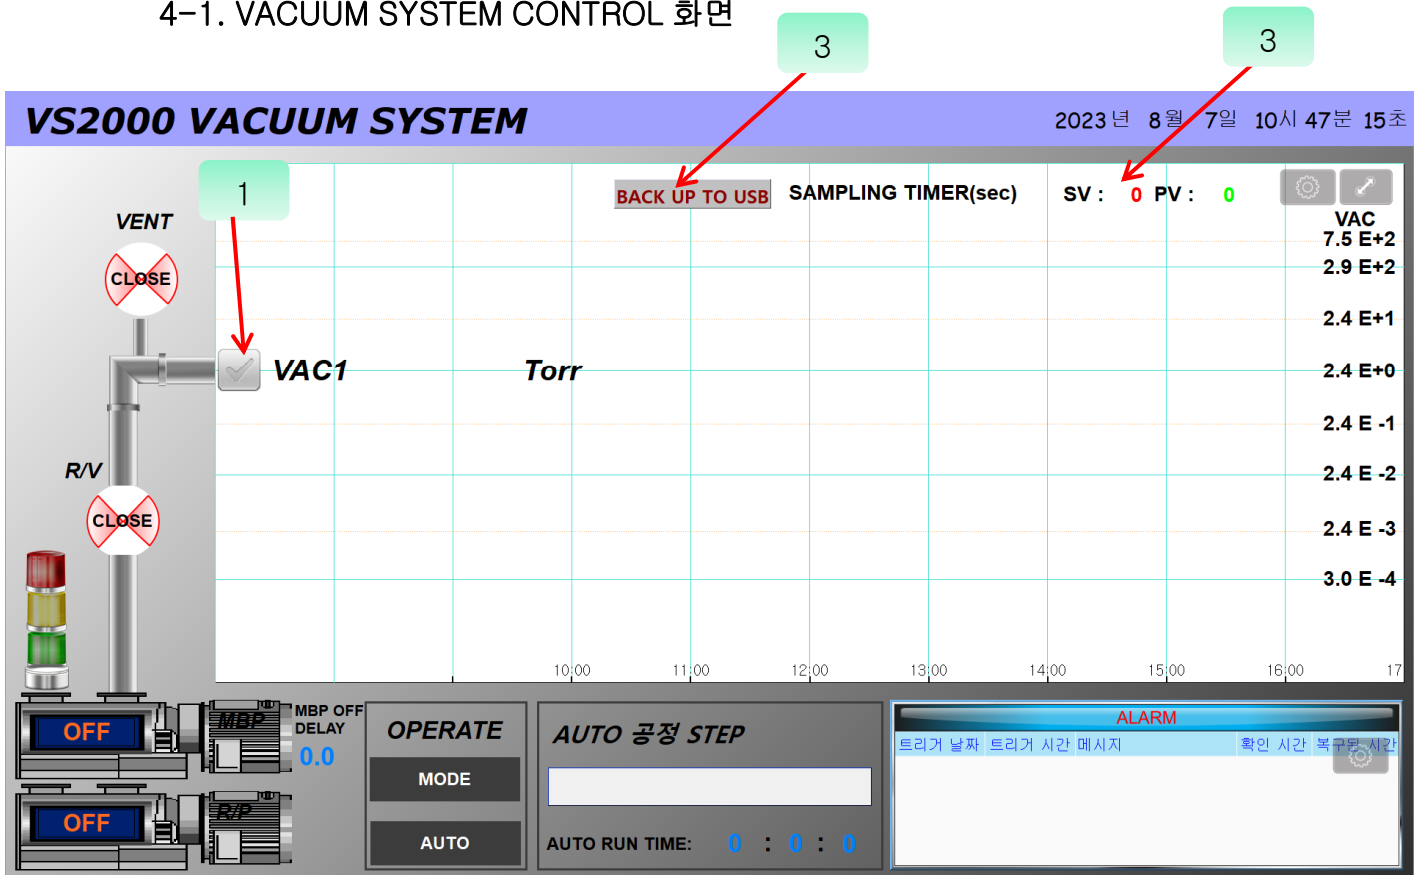 4-1. VACUUM SYSTEM CONTROL 화면
3
3
VS2000 VACUUM SYSTEM
2023년 8월 7일 10시 47분 15초
1
BACK UP TO USB
SAMPLING TIMER(sec)
SV : 0 PV : 0
VENT
CLOSE
VAC
7.5 E+2
2.9 E+2
2.4 E+1
VAC1
Torr
2.4 E+0
2.4 E -1
R/V
2.4 E -2
CLOSE
2.4 E -3
3.0 E -4
10:00 11:00 12:00 13:00 14:00 15:00 16:00 17
OFF
MBP
MBP OFF
DELAY
0.0
OFF
R/P
OPERATE
MODE
AUTO
AUTO 공정 STEP
AUTO RUN TIME: 0 : 0 : 0
ALARM
트리거 날짜 트리거 시간 메시지 확인 시간 복구된 시간